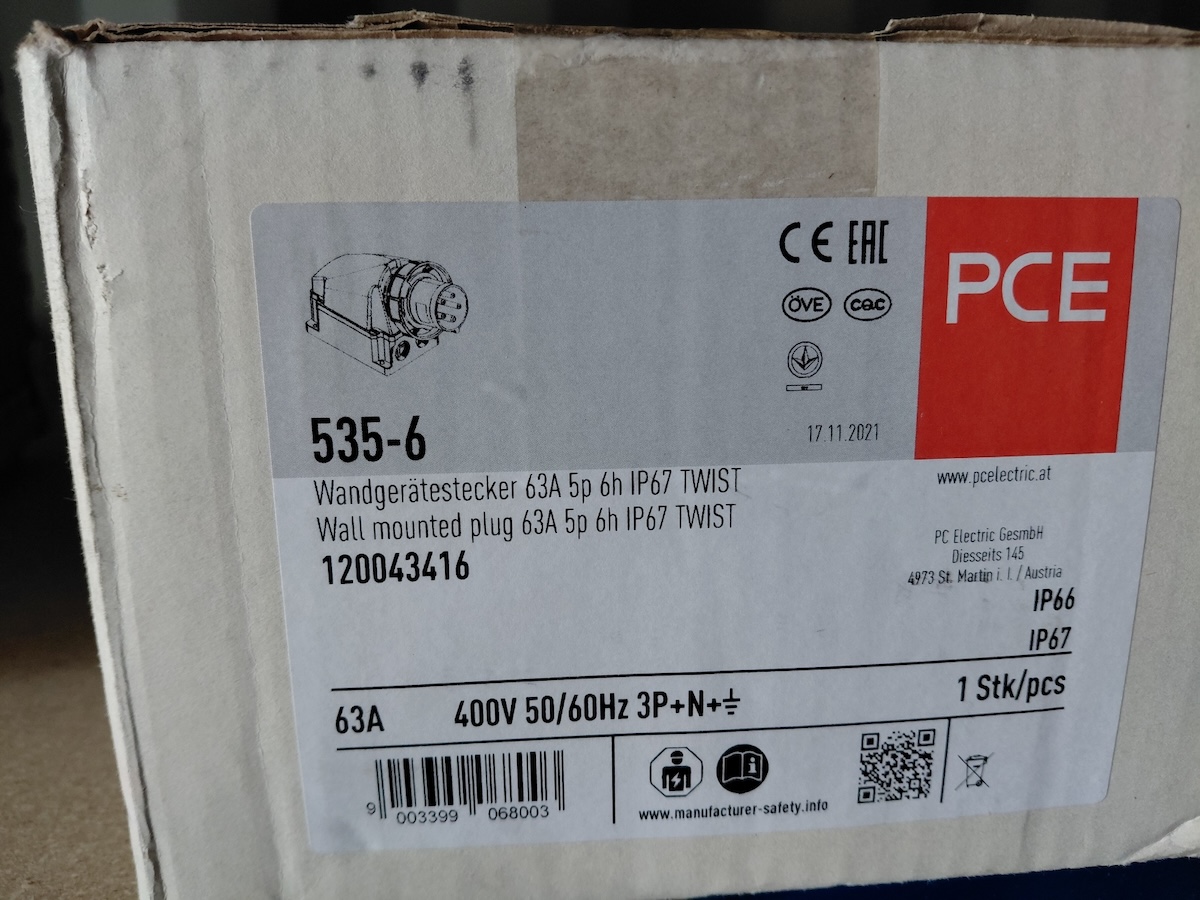 CE EAC
PCE
ÖVE CQC
17.11.2021
535-6
Wandgerätestecker 63A 5p 6h IP67 TWIST
Wall mounted plug 63A 5p 6h IP67 TWIST
120043416
www.pcelectric.at
PC Electric GesmbH
Diesseits 145
4973 St. Martin i. I. / Austria
IP66
IP67
63A 400V 50/60Hz 3P+N+⏚ 1 Stk/pcs
9 003399 068003
www.manufacturer-safety.info